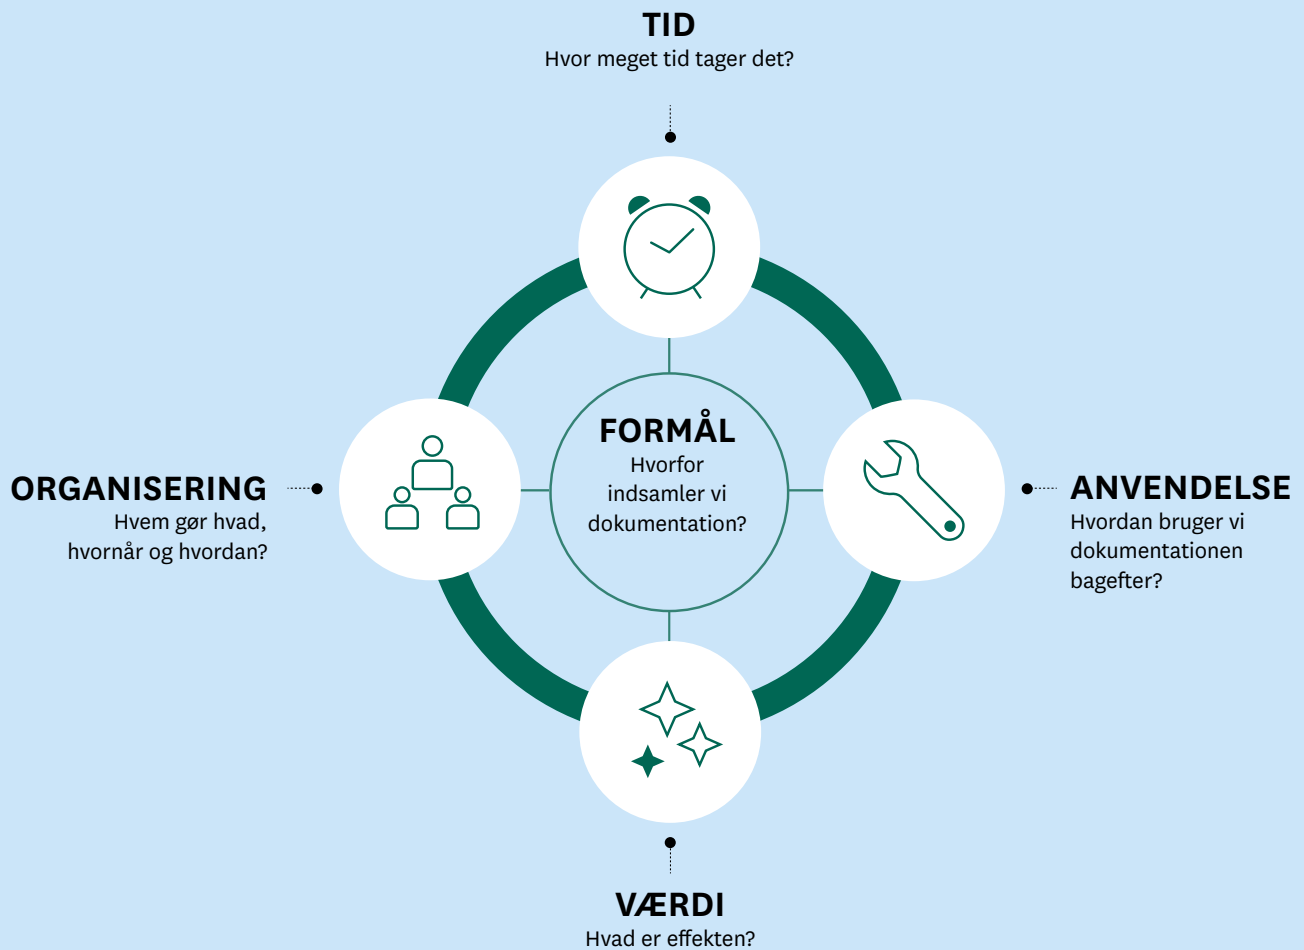 TID
Hvor meget tid tager det?
FORMÅL
Hvorfor
indsamler vi
dokumentation?
ORGANISERING
Hvem gør hvad,
hvornår og hvordan?
ANVENDELSE
Hvordan bruger vi
dokumentationen
bagefter?
VÆRDI
Hvad er effekten?